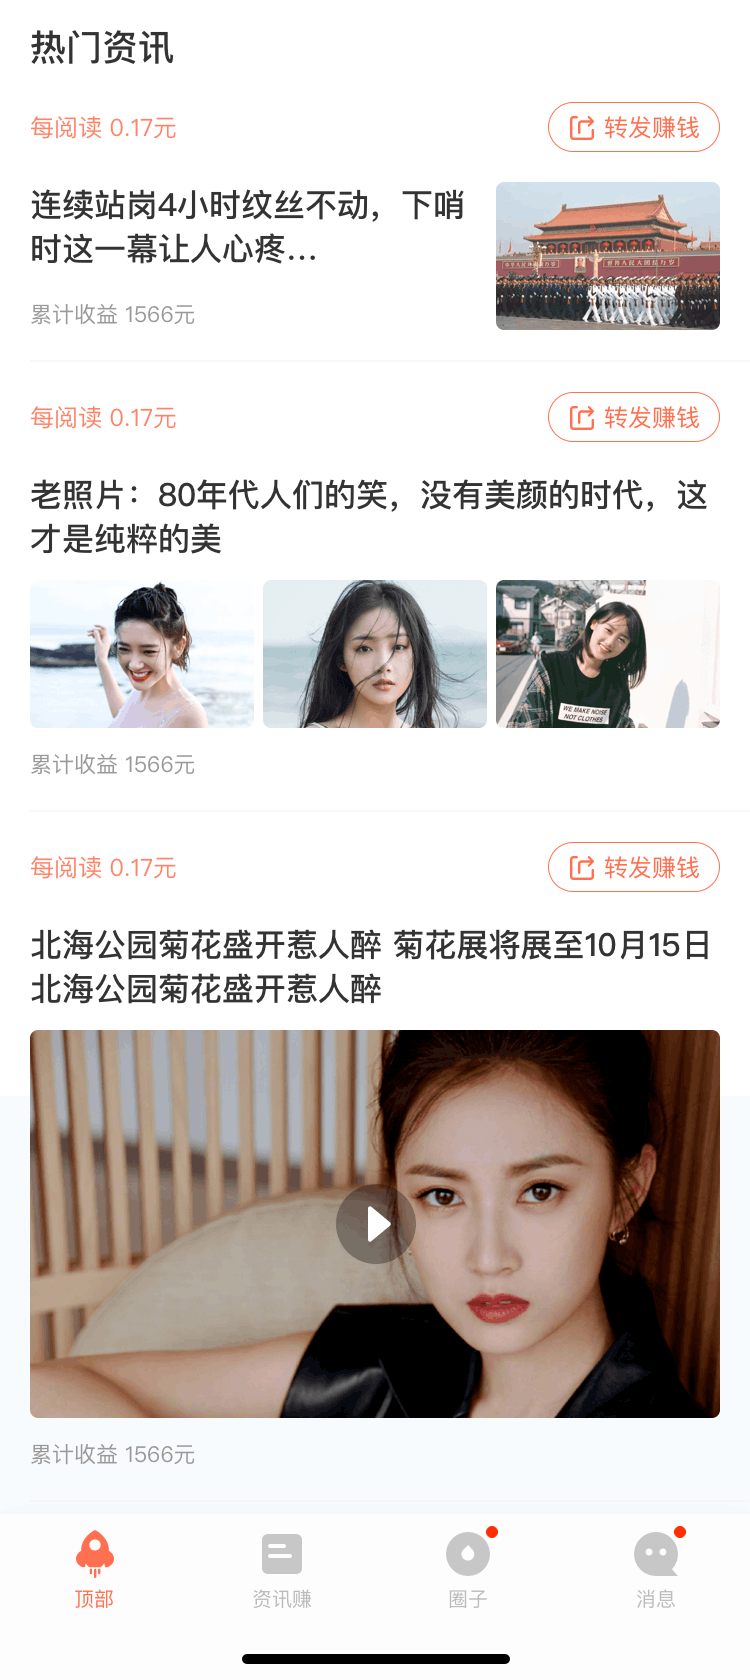 热门资讯
每阅读 0.17元
转发赚钱
连续站岗4小时纹丝不动，下哨
时这一幕让人心疼...
累计收益 1566元
每阅读 0.17元
转发赚钱
老照片：80年代人们的笑，没有美颜的时代，这
才是纯粹的美
WE MAKE NOISE
NOT CLOTHES
累计收益 1566元
每阅读 0.17元
转发赚钱
北海公园菊花盛开惹人醉 菊花展将展至10月15日
北海公园菊花盛开惹人醉
累计收益 1566元
顶部
资讯赚
圈子
消息